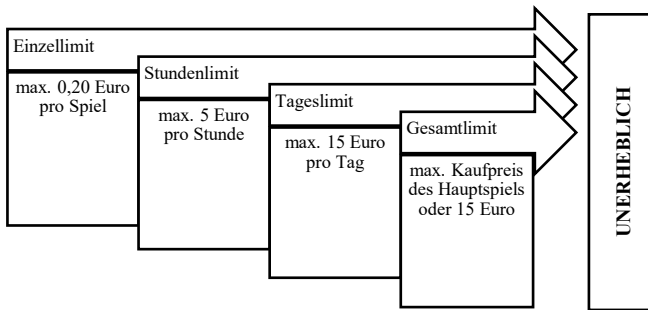 Einzellimit
max. 0,20 Euro
pro Spiel
Stundenlimit
max. 5 Euro
pro Stunde
Tageslimit
max. 15 Euro
pro Tag
Gesamtlimit
max. Kaufpreis
des Hauptspiels
oder 15 Euro
UNERHEBLICH